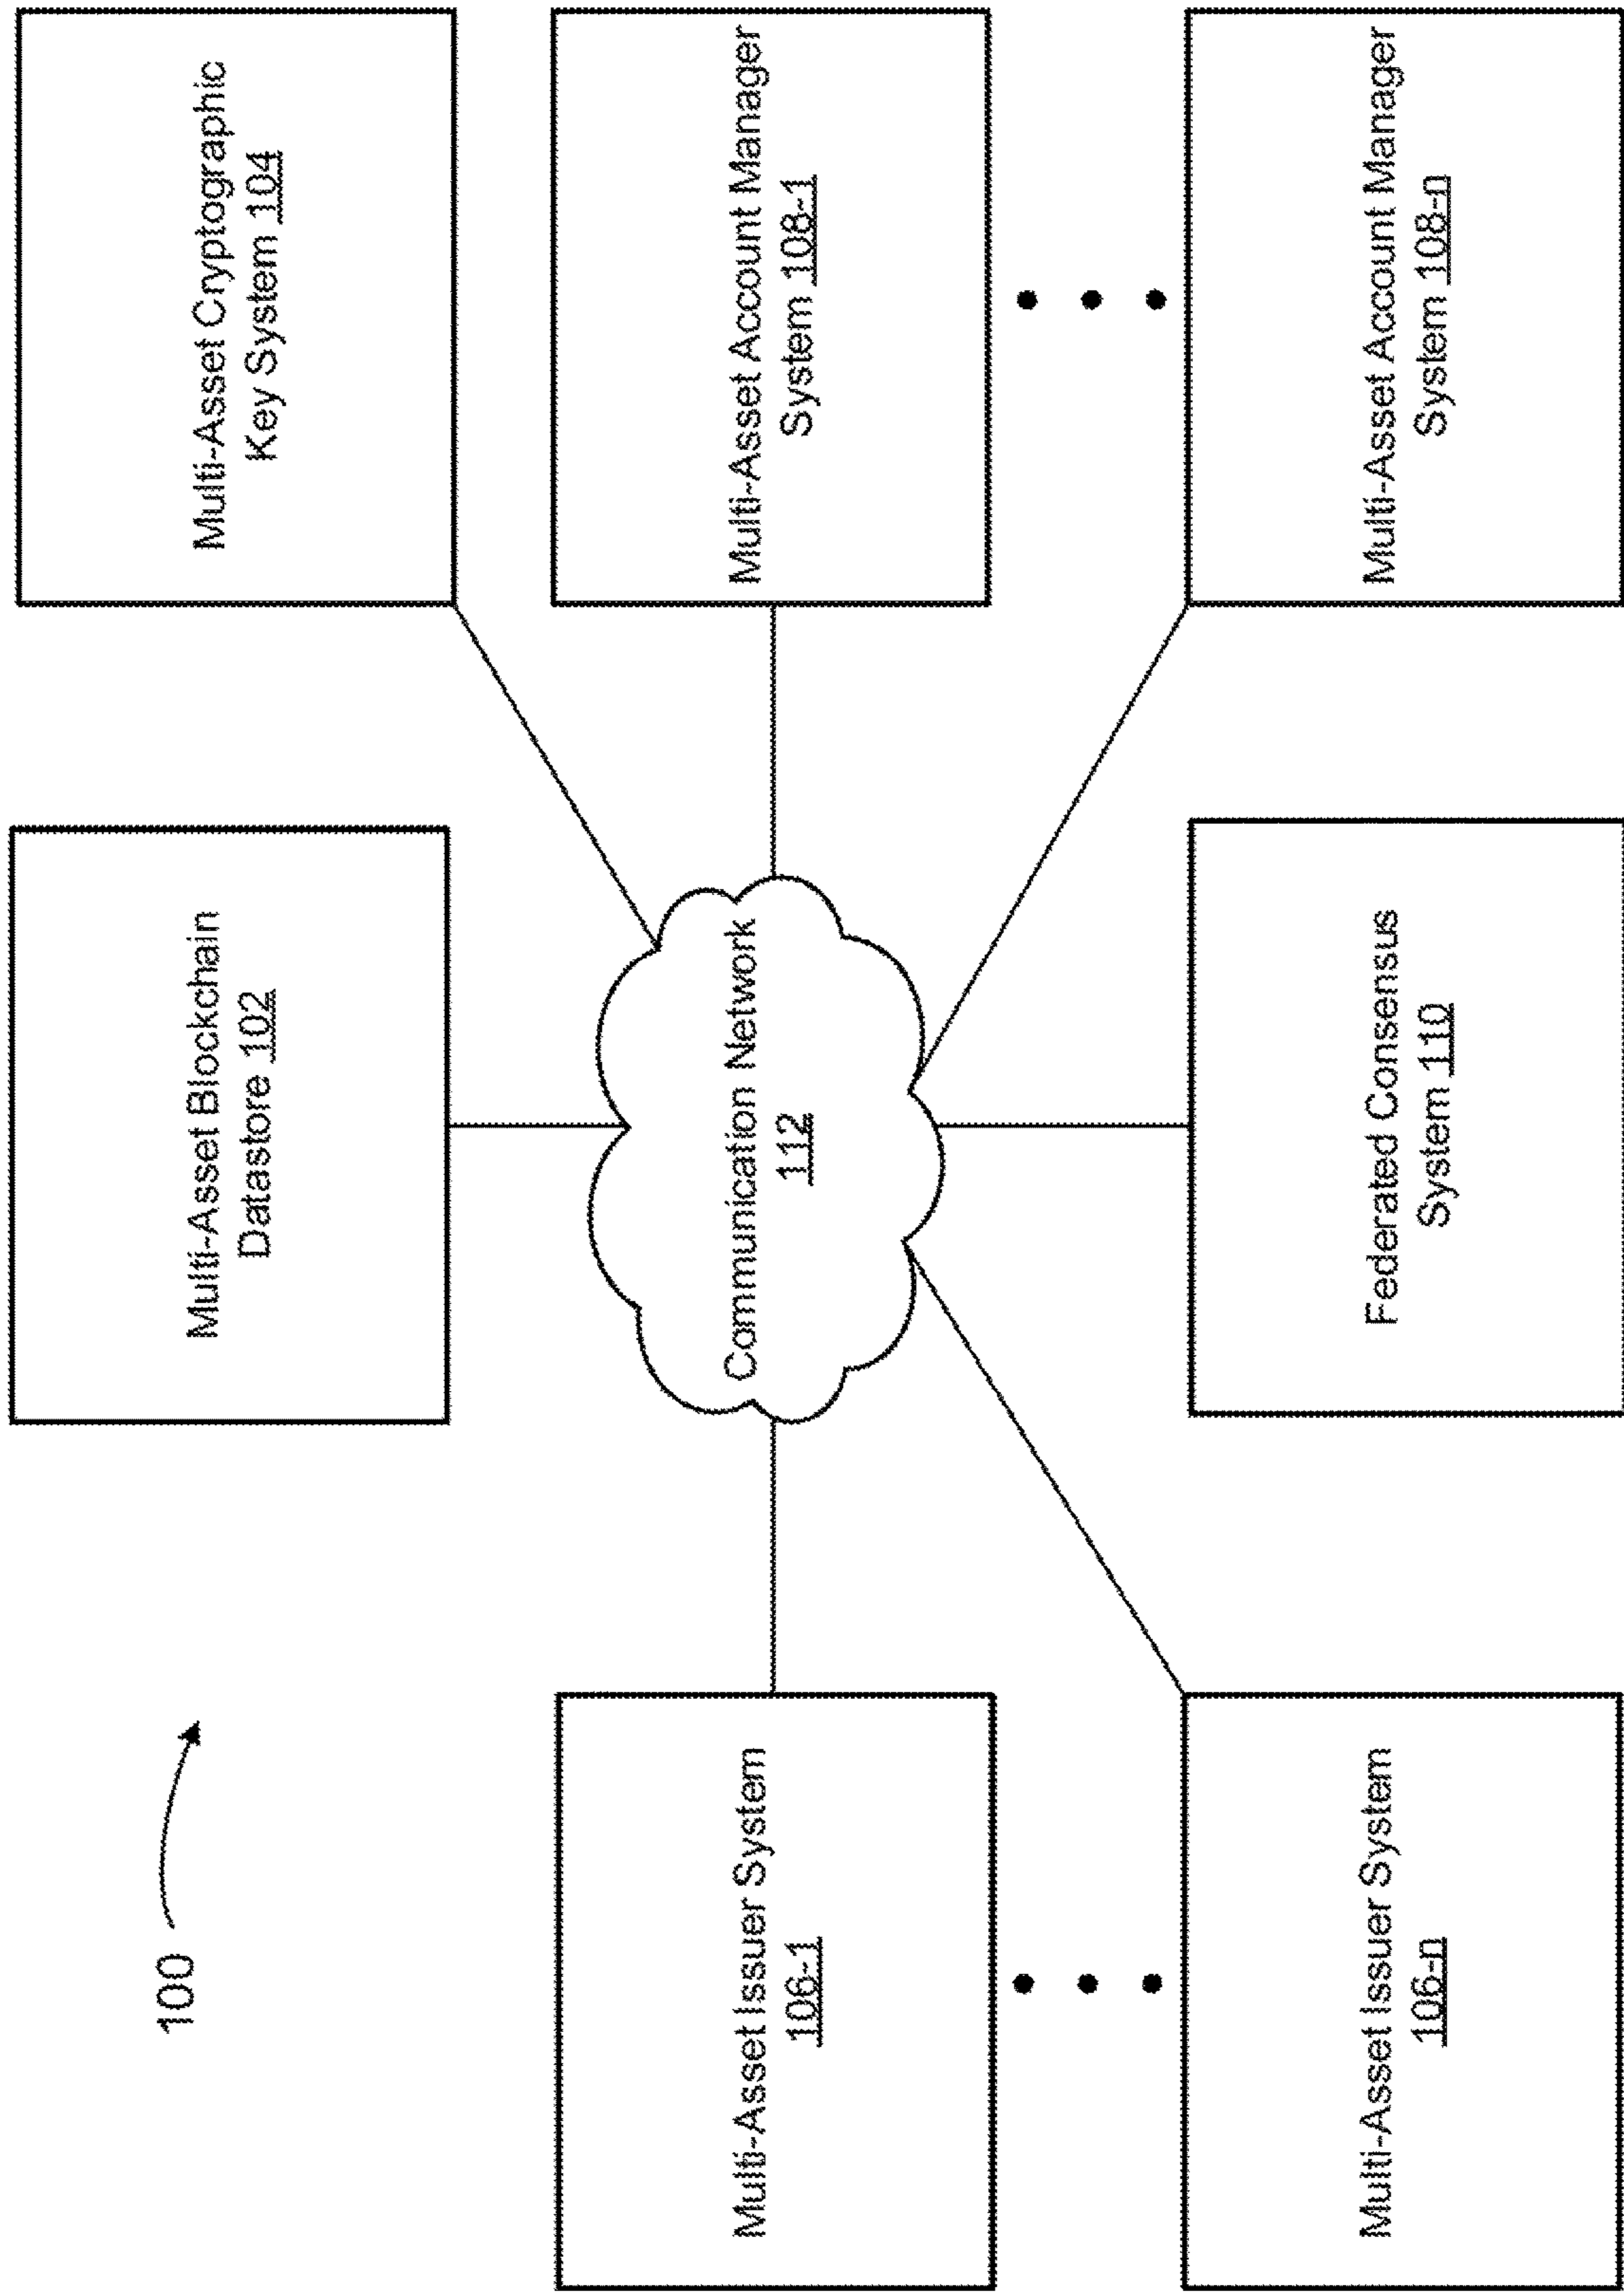 100
Multi-Asset Blockchain
Datastore 102
Multi-Asset Cryptographic
Key System 104
Multi-Asset Issuer System
106-1
Communication Network
112
Multi-Asset Account Manager
System 108-1
Multi-Asset Issuer System
106-n
Federated Consensus
System 110
Multi-Asset Account Manager
System 108-n